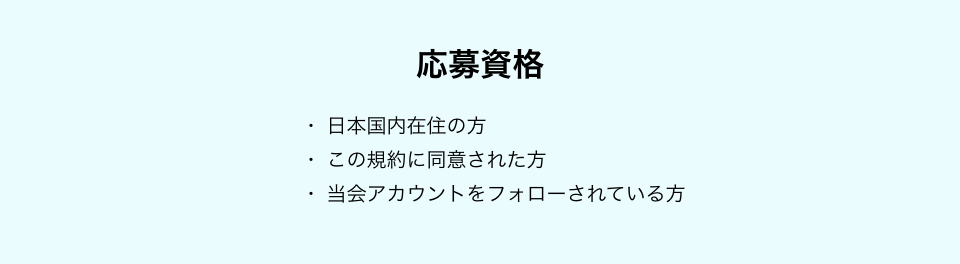 応募資格
・ 日本国内在住の方
・ この規約に同意された方
・ 当会アカウントをフォローされている方